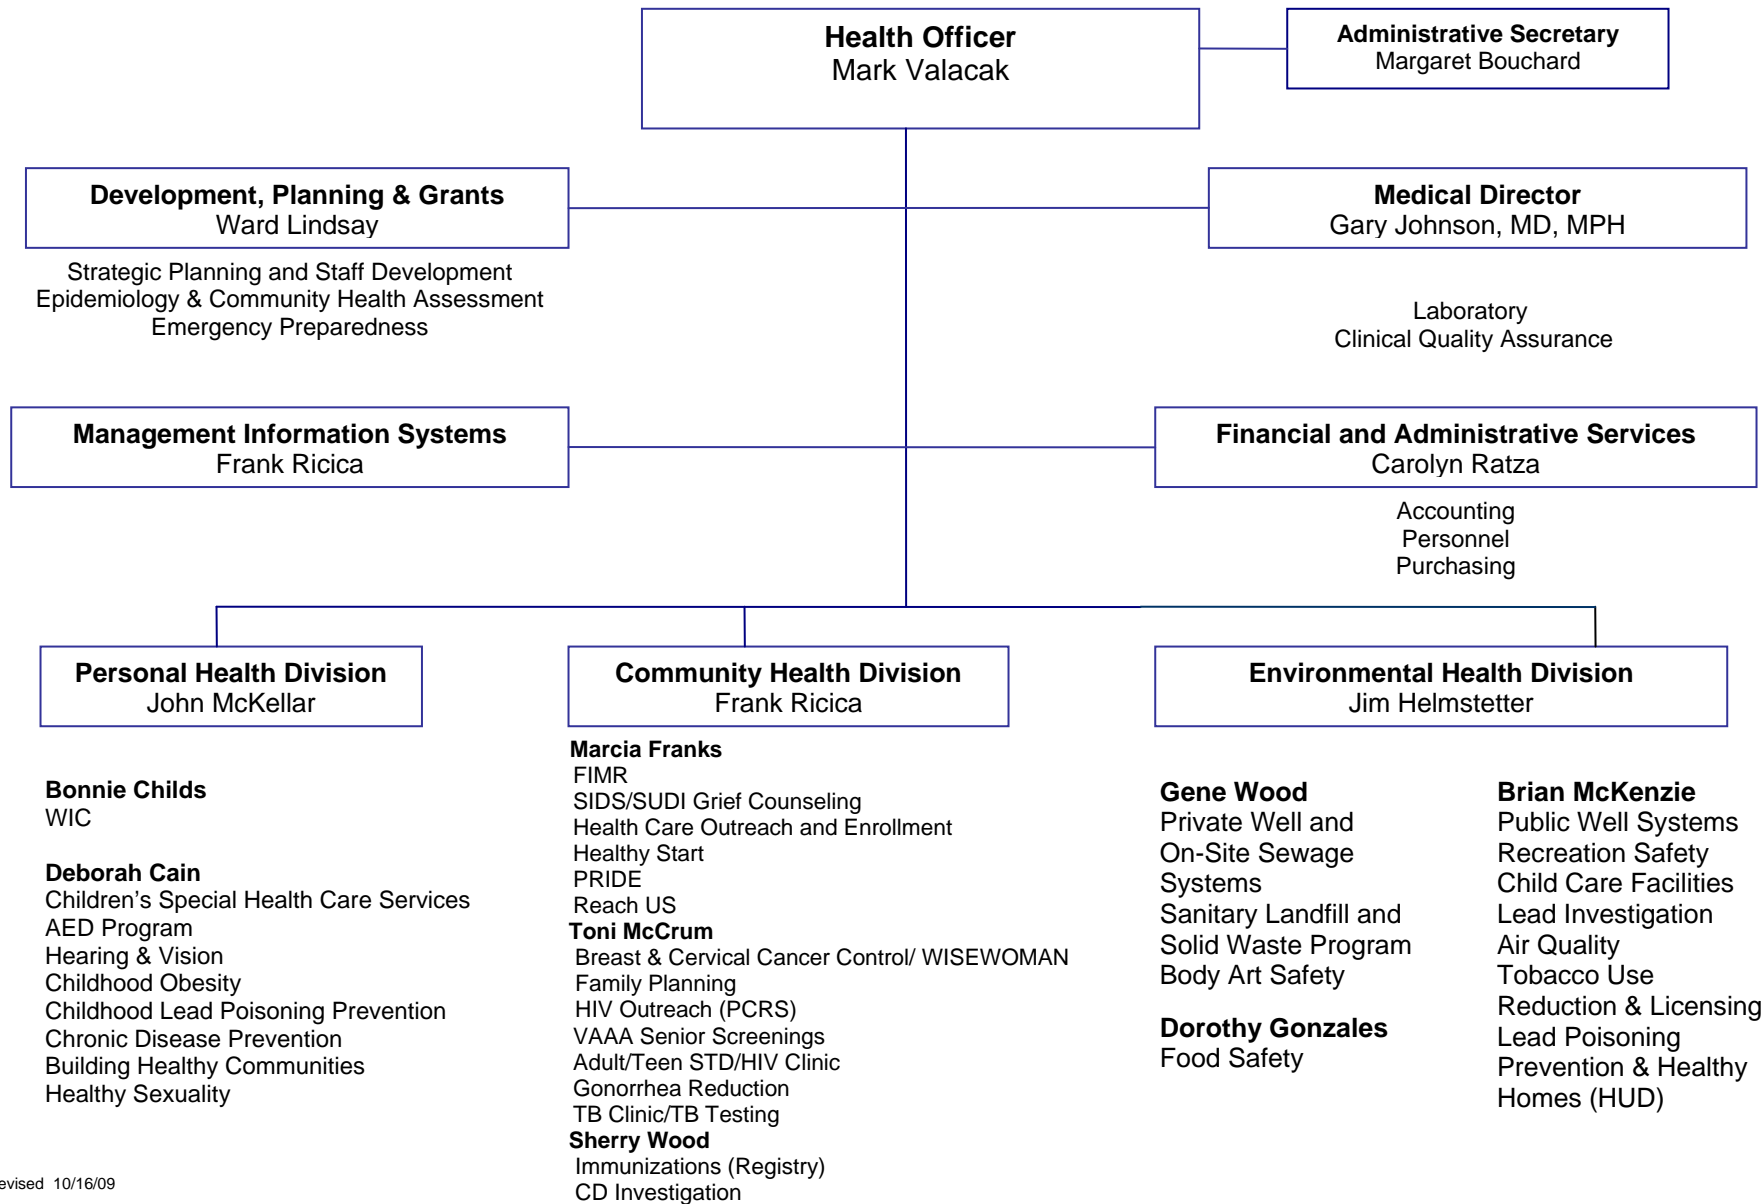 Health Officer
Mark Valacak
Administrative Secretary
Margaret Bouchard
Development, Planning & Grants
Ward Lindsay
Strategic Planning and Staff Development
Epidemiology & Community Health Assessment
Emergency Preparedness
Medical Director
Gary Johnson, MD, MPH
Laboratory
Clinical Quality Assurance
Management Information Systems
Frank Ricica
Financial and Administrative Services
Carolyn Ratza
Accounting
Personnel
Purchasing
Personal Health Division
John McKellar
Bonnie Childs
WIC
Deborah Cain
Children's Special Health Care Services
AED Program
Hearing & Vision
Childhood Obesity
Childhood Lead Poisoning Prevention
Chronic Disease Prevention
Building Healthy Communities
Healthy Sexuality
Community Health Division
Frank Ricica
Marcia Franks
FIMR
SIDS/SUDI Grief Counseling
Health Care Outreach and Enrollment
Healthy Start
PRIDE
Reach US
Toni McCrum
Breast & Cervical Cancer Control/ WISEWOMAN
Family Planning
HIV Outreach (PCRS)
VAAA Senior Screenings
Adult/Teen STD/HIV Clinic
Gonorrhea Reduction
TB Clinic/TB Testing
Sherry Wood
Immunizations (Registry)
CD Investigation
Environmental Health Division
Jim Helmstetter
Gene Wood
Private Well and
On-Site Sewage
Systems
Sanitary Landfill and
Solid Waste Program
Body Art Safety
Dorothy Gonzales
Food Safety
Brian McKenzie
Public Well Systems
Recreation Safety
Child Care Facilities
Lead Investigation
Air Quality
Tobacco Use
Reduction & Licensing
Lead Poisoning
Prevention & Healthy
Homes (HUD)
evised 10/16/09